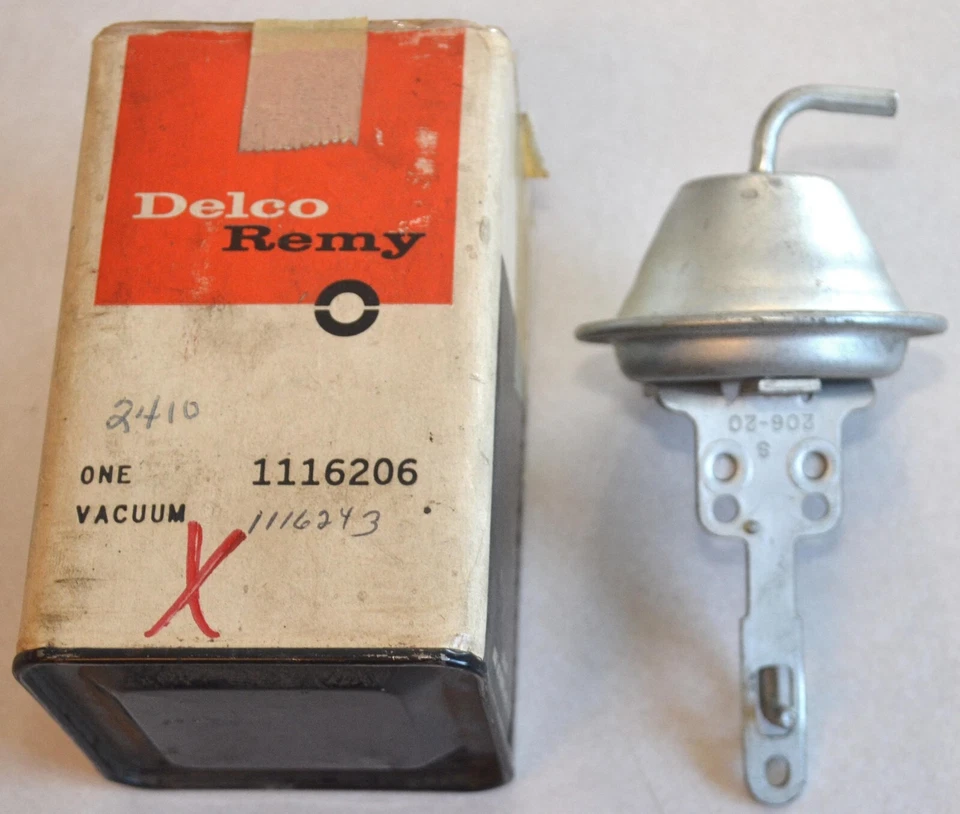 Delco
Remy
2410
ONE 1116206
VACUUM 1116243
X
206-20
S